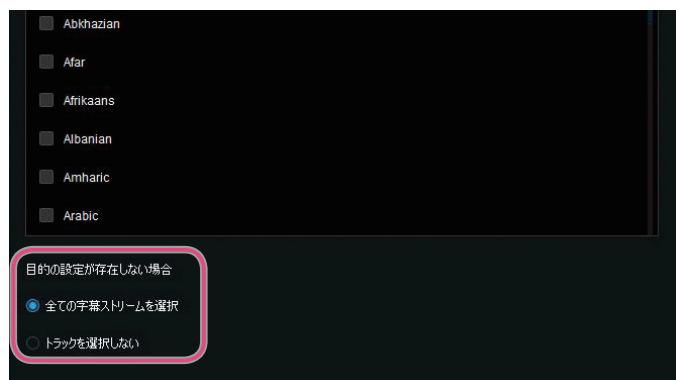 Abkhazian
Afar
Afrikaans
Albanian
Amharic
Arabic
目的の設定が存在しない場合
全ての字幕ストリームを選択
トラックを選択しない